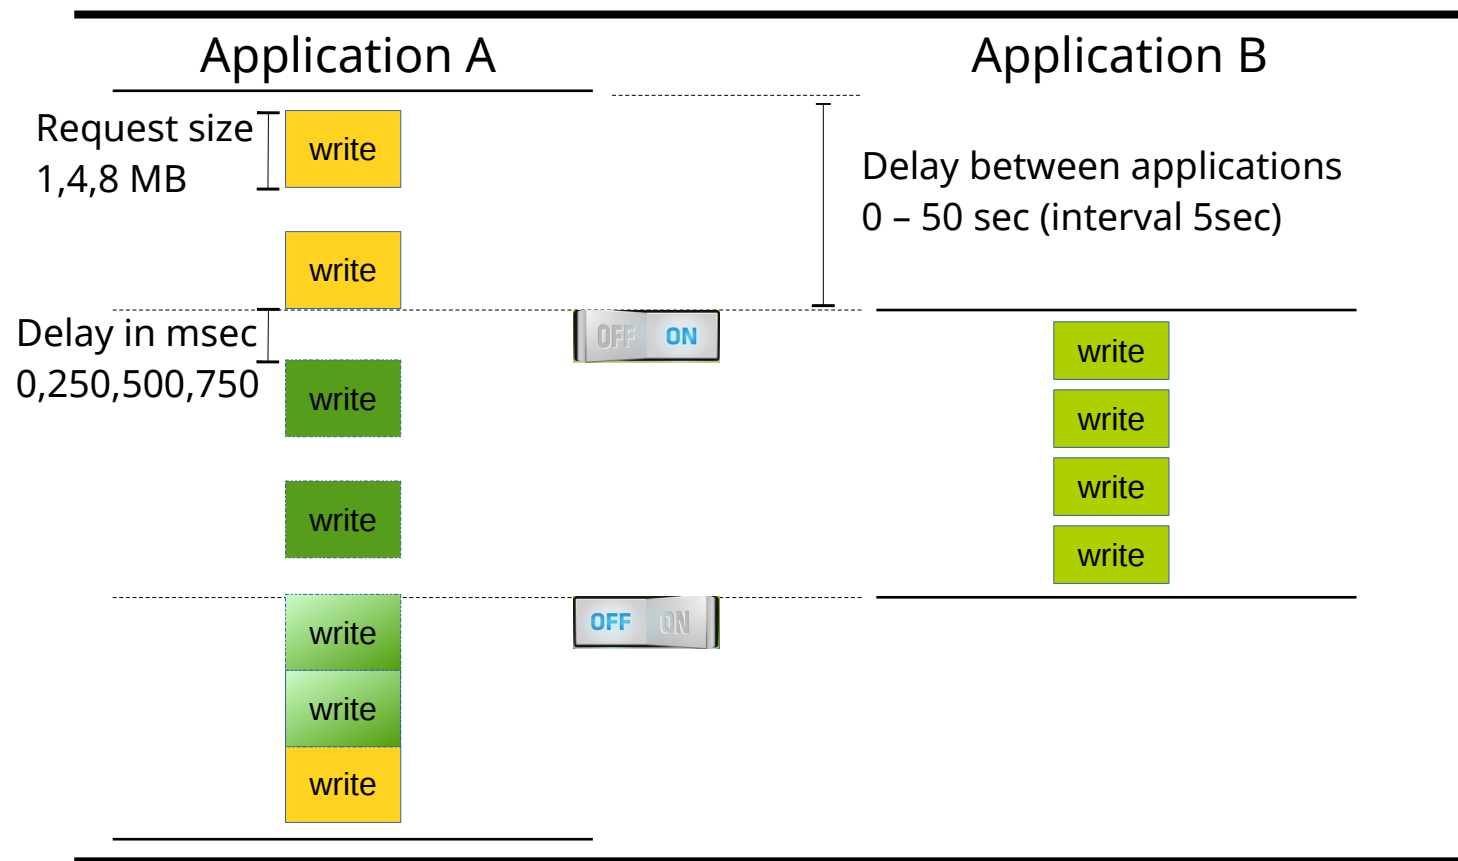 Application A
Application B
Request size
1,4,8 MB
write
Delay between applications
0 – 50 sec (interval 5sec)
write
Delay in msec
0,250,500,750
OFF ON
write
write
write
write
write
write
OFF ON
write
write
write